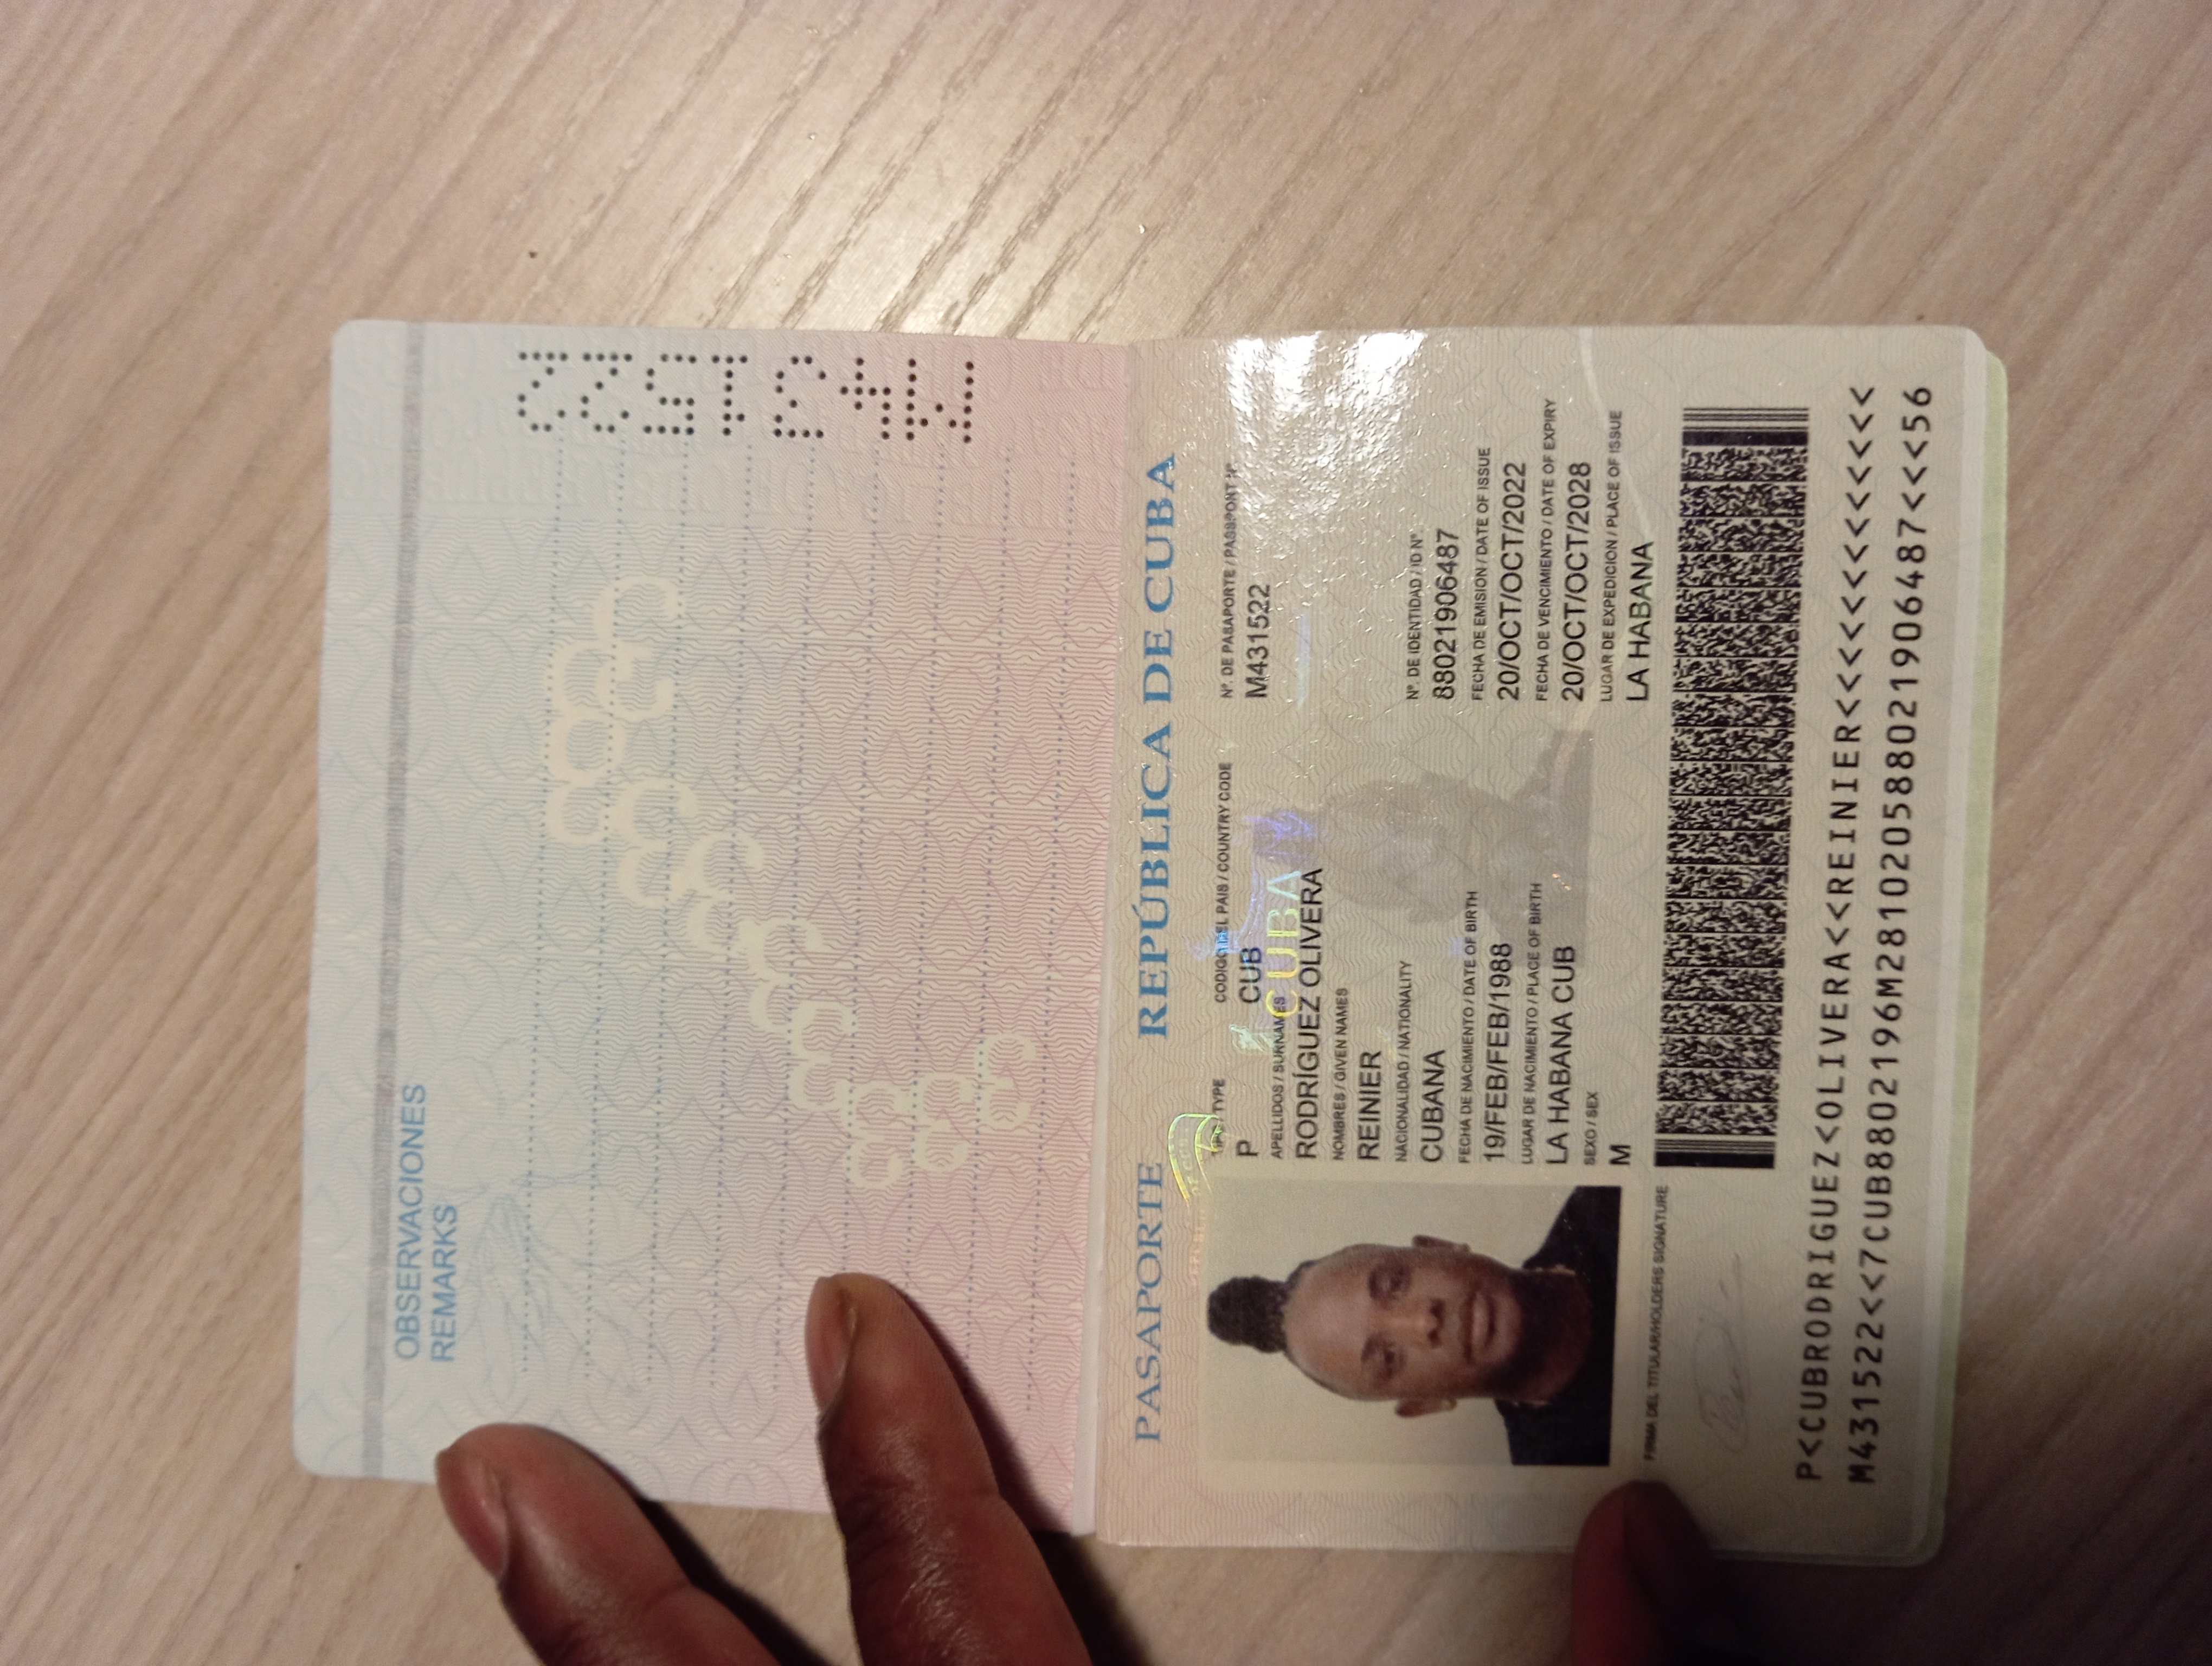 OBSERVACIONES
REMARKS
M431522
PASAPORTE REPÚBLICA DE CUBA
REPÚBLICA DE CUBA
TIPO / TYPE CODIGO DEL PAIS / COUNTRY CODE Nº. DE PASAPORTE / PASSPORT Nº.
P CUB M431522
CUBA
APELLIDOS / SURNAMES
RODRÍGUEZ OLIVERA
NOMBRES / GIVEN NAMES
REINIER
NACIONALIDAD / NATIONALITY Nº. DE IDENTIDAD / ID Nº.
CUBANA 88021906487
FECHA DE NACIMIENTO / DATE OF BIRTH FECHA DE EMISION / DATE OF ISSUE
19/FEB/FEB/1988 20/OCT/OCT/2022
LUGAR DE NACIMIENTO / PLACE OF BIRTH FECHA DE VENCIMIENTO / DATE OF EXPIRY
LA HABANA CUB 20/OCT/OCT/2028
SEXO / SEX LUGAR DE EXPEDICION / PLACE OF ISSUE
M LA HABANA
FIRMA DEL TITULAR/HOLDERS SIGNATURE
P<CUBRODRIGUEZ<OLIVERA<<REINIER<<<<<<<<<<<<<
M431522<<7CUB8802196M281020588021906487<<<56